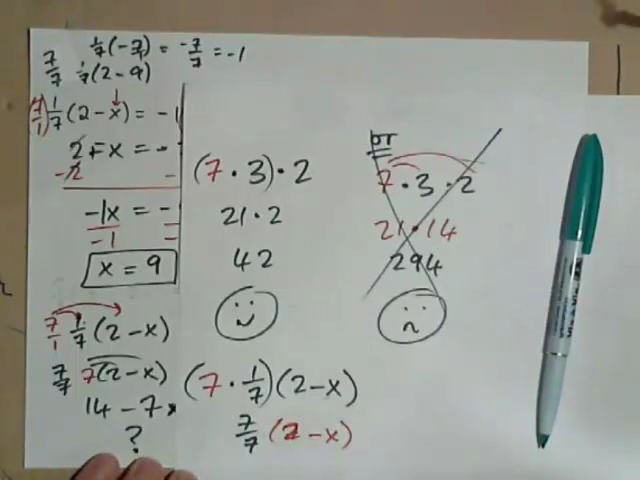 1/7(-7) = -7/7 = -1
7/7 1/7(2-9)
(7/1) 1/7(2-x) = -1
2-x = -
-2 -
-1x = -
-1 -
x = 9
7/1 1/7(2-x)
7/7 7(2-x)
14-7x
?
(7·3)·2
21·2
42
DT
7·3·2
21·14
294
(7·1/7)(2-x)
7/7(2-x)